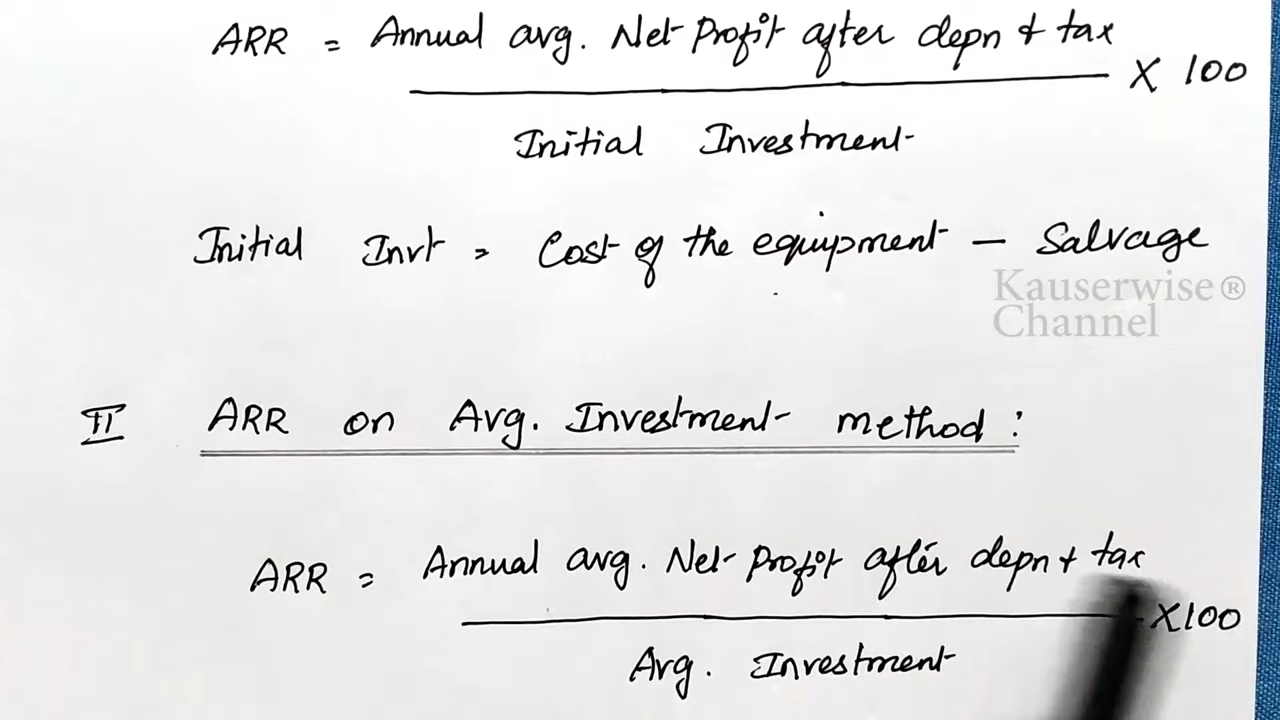 ARR = Annual avg. Net Profit after depn & tax
X 100
Initial Investment
Initial Invt = Cost of the equipment - Salvage
Kauserwise®
Channel
II ARR on Avg. Investment method:
ARR = Annual avg. Net Profit after depn & tax
X100
Avg. Investment